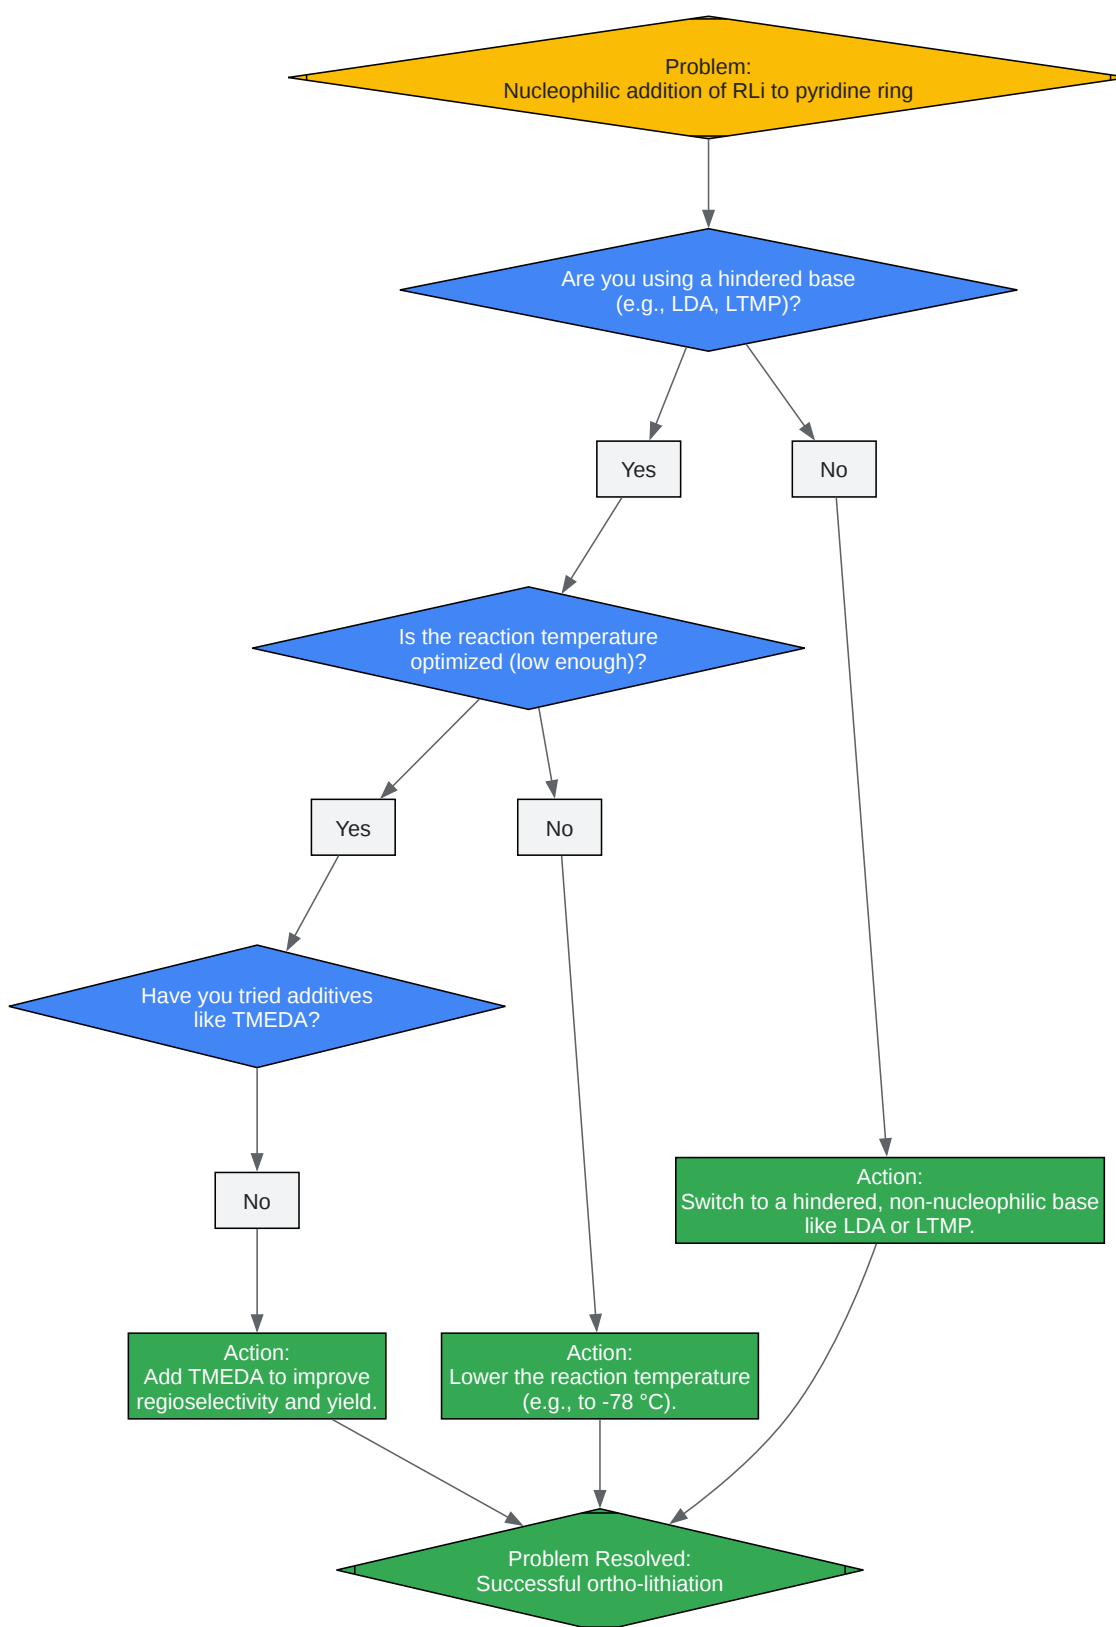 Problem:
Nucleophilic addition of RLi to pyridine ring
Are you using a hindered base
(e.g., LDA, LTMP)?
Yes
No
Is the reaction temperature
optimized (low enough)?
Yes
No
Have you tried additives
like TMEDA?
No
Action:
Switch to a hindered, non-nucleophilic base
like LDA or LTMP.
Action:
Add TMEDA to improve
regioselectivity and yield.
Action:
Lower the reaction temperature
(e.g., to -78 °C).
Problem Resolved:
Successful ortho-lithiation